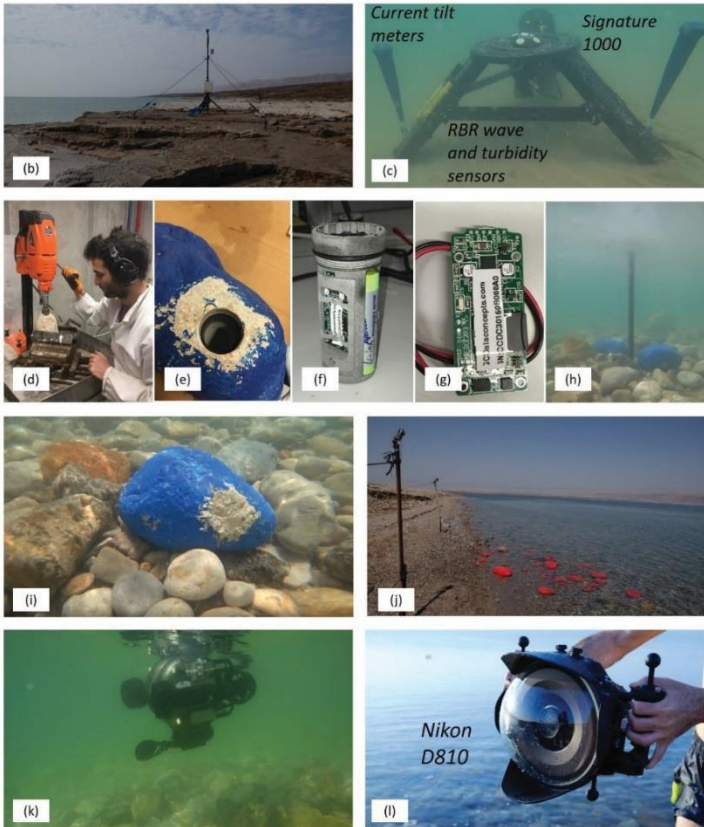 (b)
Current tilt
meters
Signature
1000
RBR wave
and turbidity
sensors
(c)
(d)
(e)
(f)
(g)
(h)
(i)
(j)
(k)
Nikon
D810
(l)